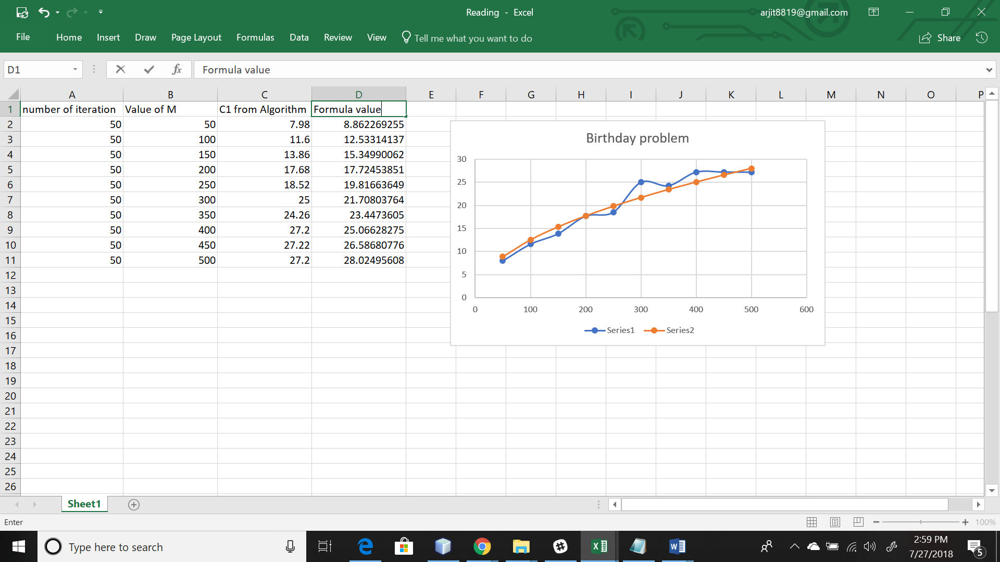 Reading - Excel
arjit8819@gmail.com
File Home Insert Draw Page Layout Formulas Data Review View Tell me what you want to do Share
D1 fx Formula value
A B C D E F G H I J K L M N O P
1 number of iteration Value of M C1 from Algorithm Formula value
2 50 50 7.98 8.862269255
3 50 100 11.6 12.53314137
4 50 150 13.86 15.34990062
5 50 200 17.68 17.72453851
6 50 250 18.52 19.81663649
7 50 300 25 21.70803764
8 50 350 24.26 23.4473605
9 50 400 27.2 25.06628275
10 50 450 27.22 26.58680776
11 50 500 27.2 28.02495608
12
13
14
15
16
17
18
19
20
21
22
23
24
25
26
Birthday problem
30
25
20
15
10
5
0
0 100 200 300 400 500 600
Series1 Series2
Sheet1
Enter
100%
Type here to search
2:59 PM
7/27/2018
5